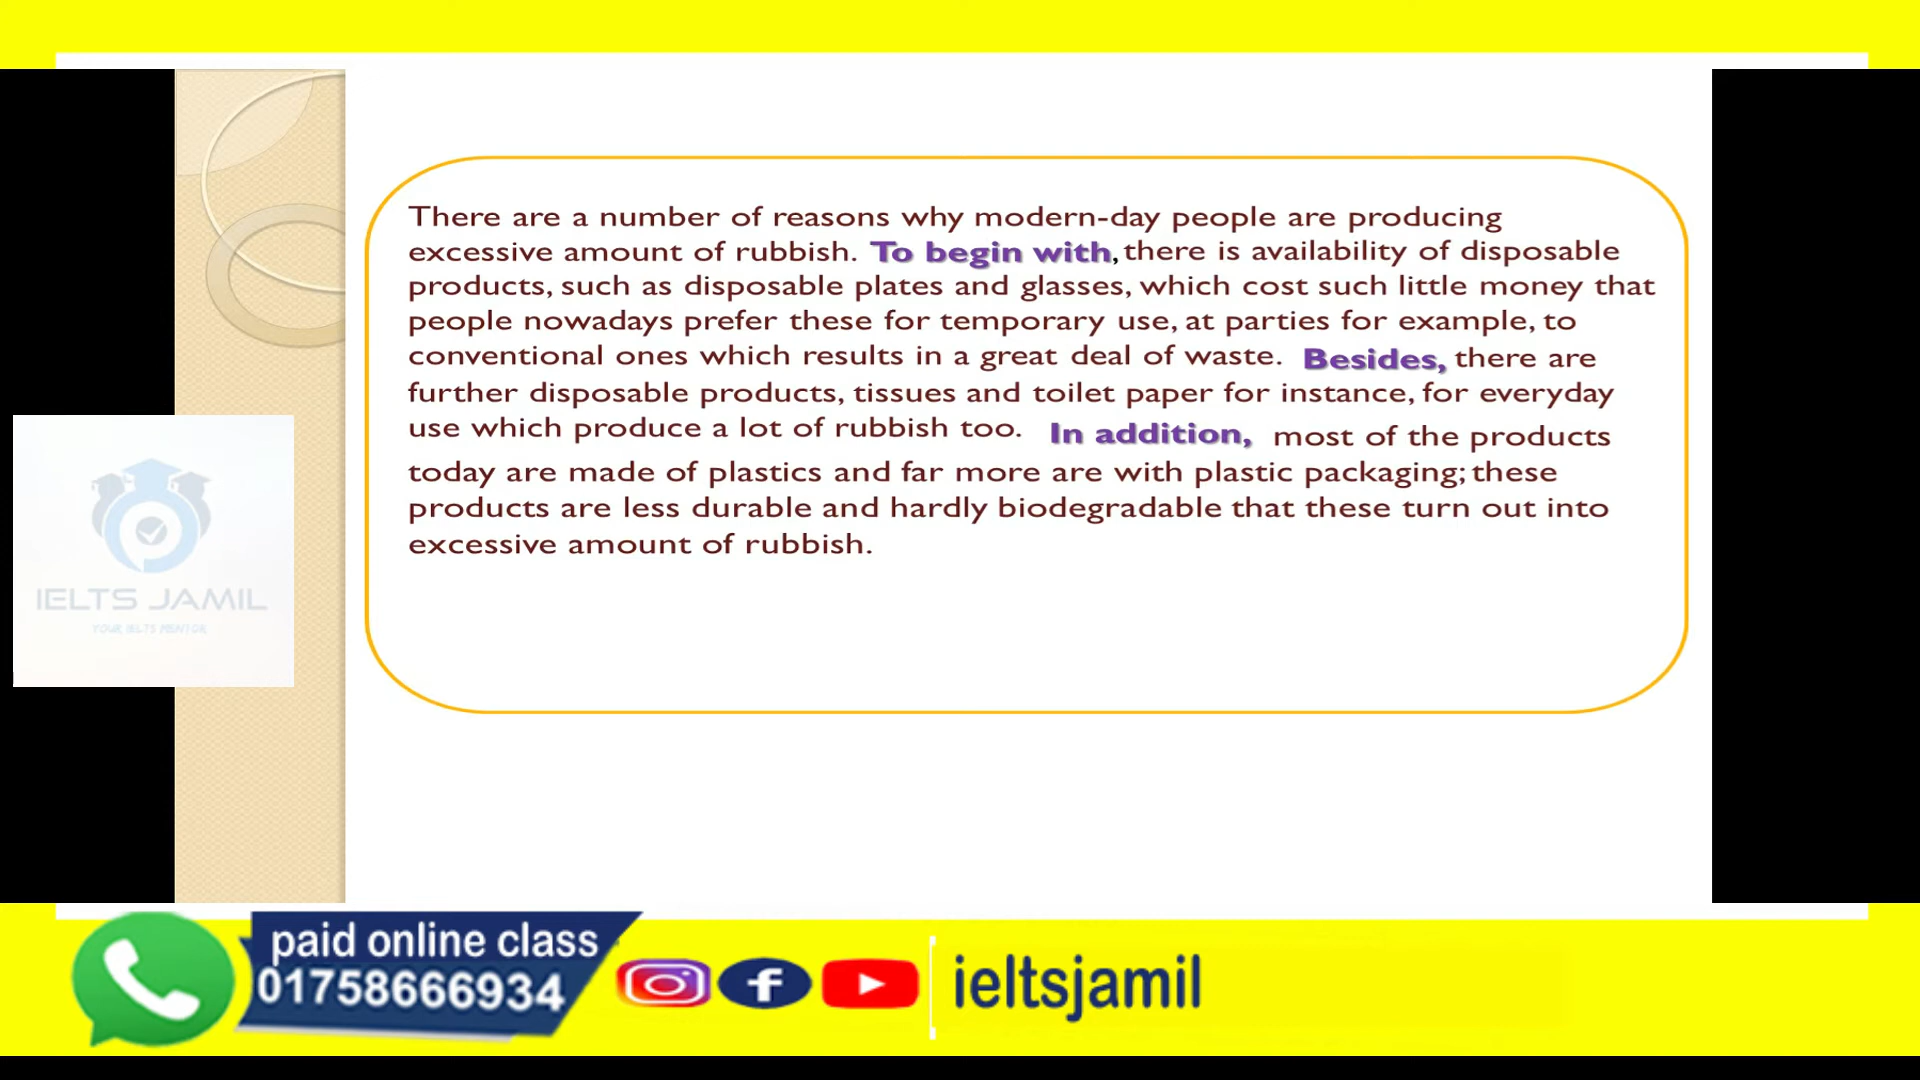 There are a number of reasons why modern-day people are producing
excessive amount of rubbish. To begin with, there is availability of disposable
products, such as disposable plates and glasses, which cost such little money that
people nowadays prefer these for temporary use, at parties for example, to
conventional ones which results in a great deal of waste. Besides, there are
further disposable products, tissues and toilet paper for instance, for everyday
use which produce a lot of rubbish too. In addition, most of the products
today are made of plastics and far more are with plastic packaging; these
products are less durable and hardly biodegradable that these turn out into
excessive amount of rubbish.
IELTS JAMIL
YOUR IELTS MENTOR
paid online class
01758666934
ieltsjamil